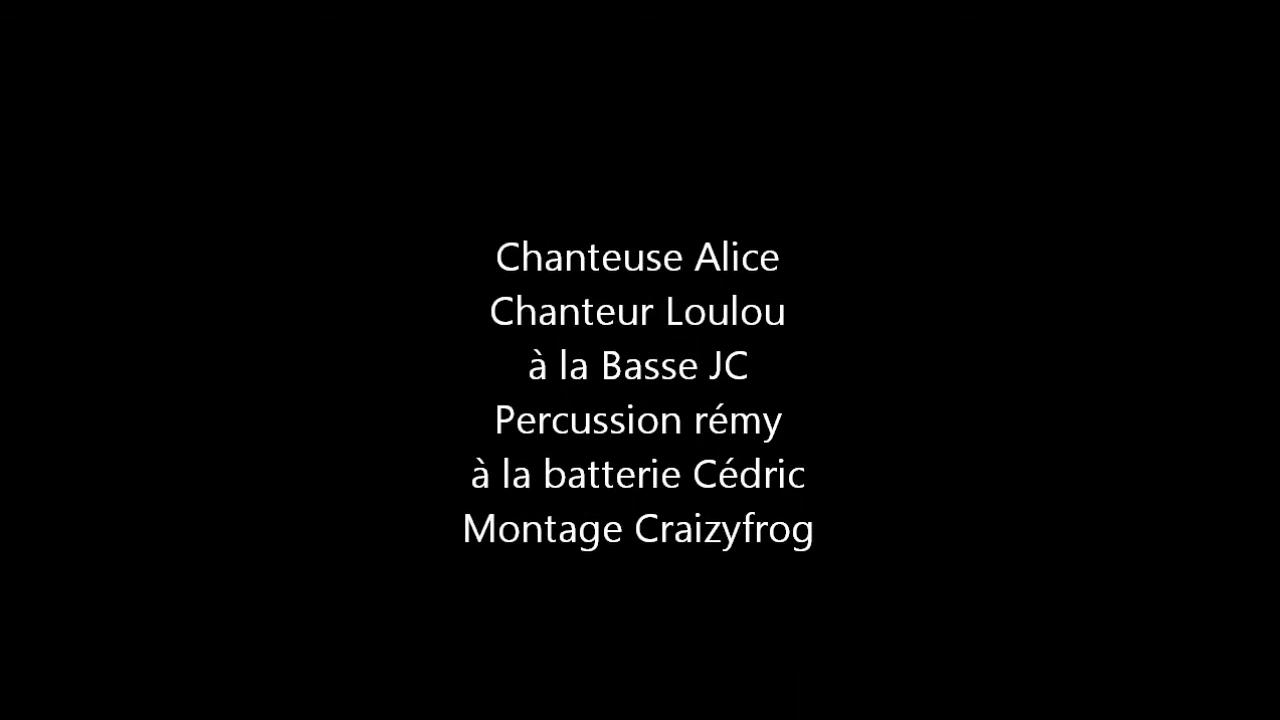 Chanteuse Alice
Chanteur Loulou
à la Basse JC
Percussion rémy
à la batterie Cédric
Montage Craizyfrog